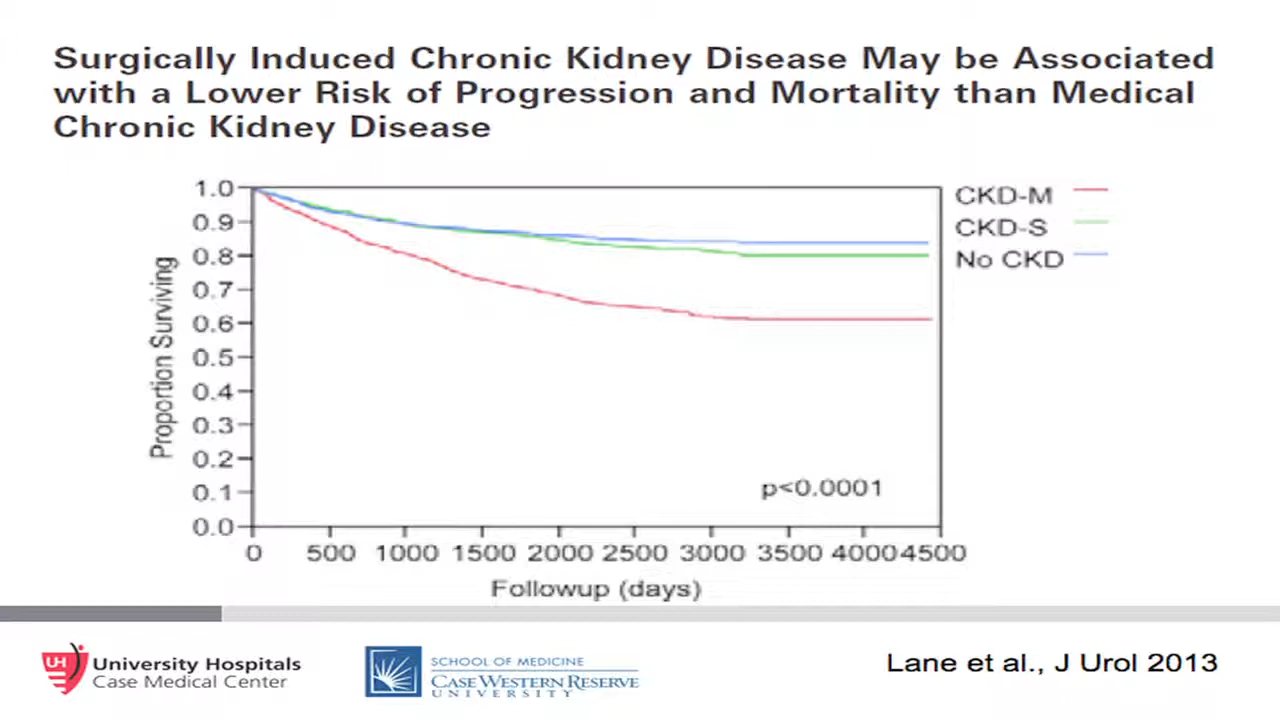 Surgically Induced Chronic Kidney Disease May be Associated
with a Lower Risk of Progression and Mortality than Medical
Chronic Kidney Disease
1.0
0.9
0.8
0.7
0.6
0.5
0.4
0.3
0.2
0.1
0.0
Proportion Surviving
CKD-M
CKD-S
No CKD
p<0.0001
0 500 1000 1500 2000 2500 3000 3500 4000 4500
Followup (days)
UH
University Hospitals
Case Medical Center
SCHOOL OF MEDICINE
CASE WESTERN RESERVE
UNIVERSITY
Lane et al., J Urol 2013